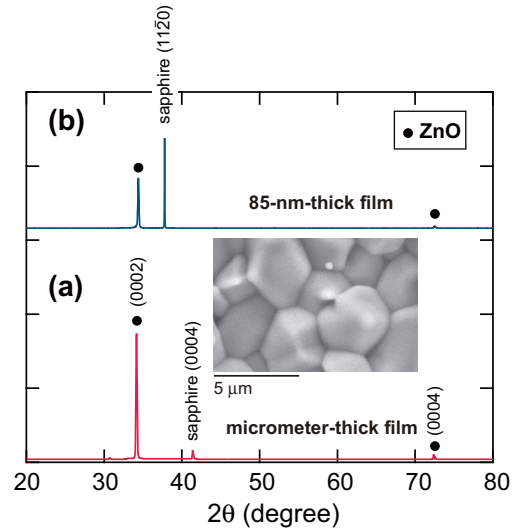 sapphire (112̄0)
(b)
● ZnO
85-nm-thick film
(a)
(0002)
sapphire (0004)
5 μm
(0004)
micrometer-thick film
20 30 40 50 60 70 80
2θ (degree)